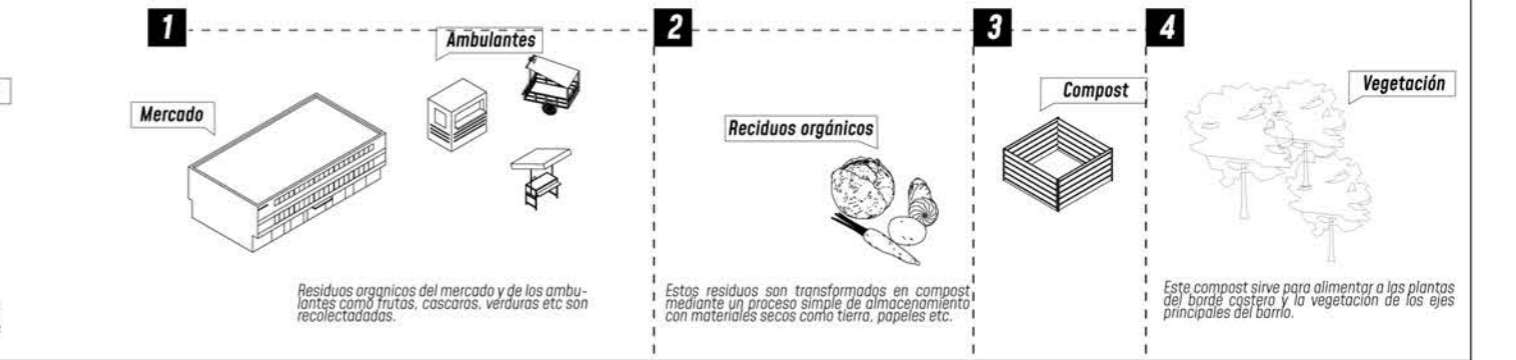 1
2
3
4
Ambulantes
Mercado
Reciduos orgánicos
Compost
Vegetación
Residuos orgnicos del mercado y de los ambu-
lantes como frutas, cascaras, verduras etc son
recolectadadas.
Estos residuos son transformados en compost
mediante un proceso simple de almacenamiento
con materiales secos como tierra, papeles etc.
Este compost sirve para alimentar a las plantas
del borde costero y la vegetación de los ejes
principales del barrio.